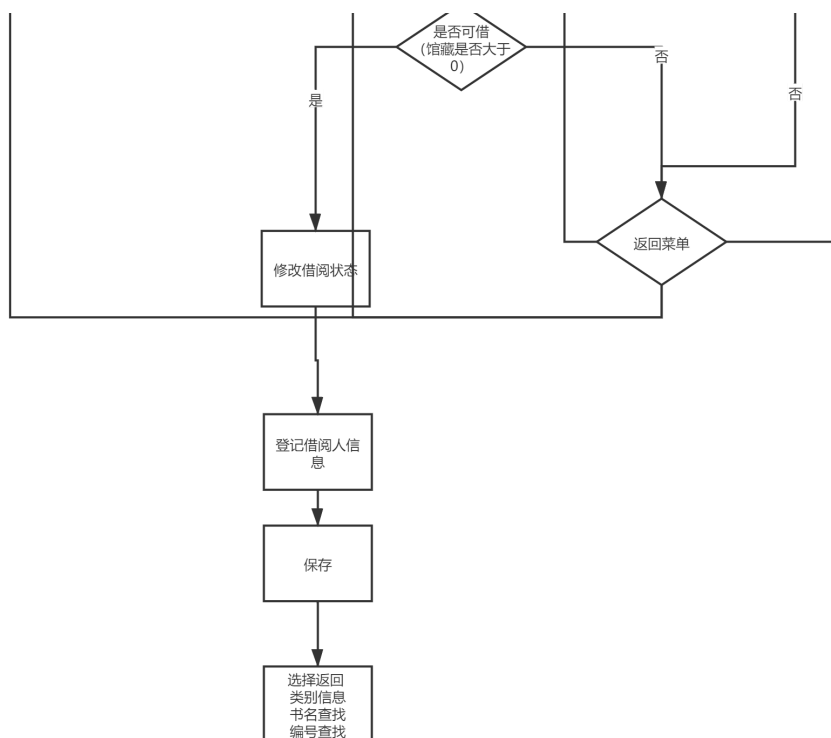 是否可借
(馆藏是否大于
0)
否
是
否
返回菜单
修改借阅状态
登记借阅人信
息
保存
选择返回
类别信息
书名查找
编号查找